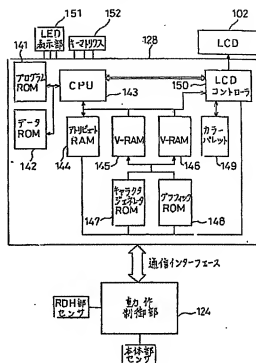 151
LED
表示部
152
キーマトリクス
128
102
LCD
141
プログラム
ROM
CPU
143
150
LCD
コントローラ
データ
ROM
142
アトリビュート
RAM
144
V-RAM
145
V-RAM
146
カラー
パレット
149
キャラクタ
ジェネレータ
ROM
147
グラフィック
ROM
148
通信インターフェース
RDH部
センサ
動作
制御部
124
本体部
センサ